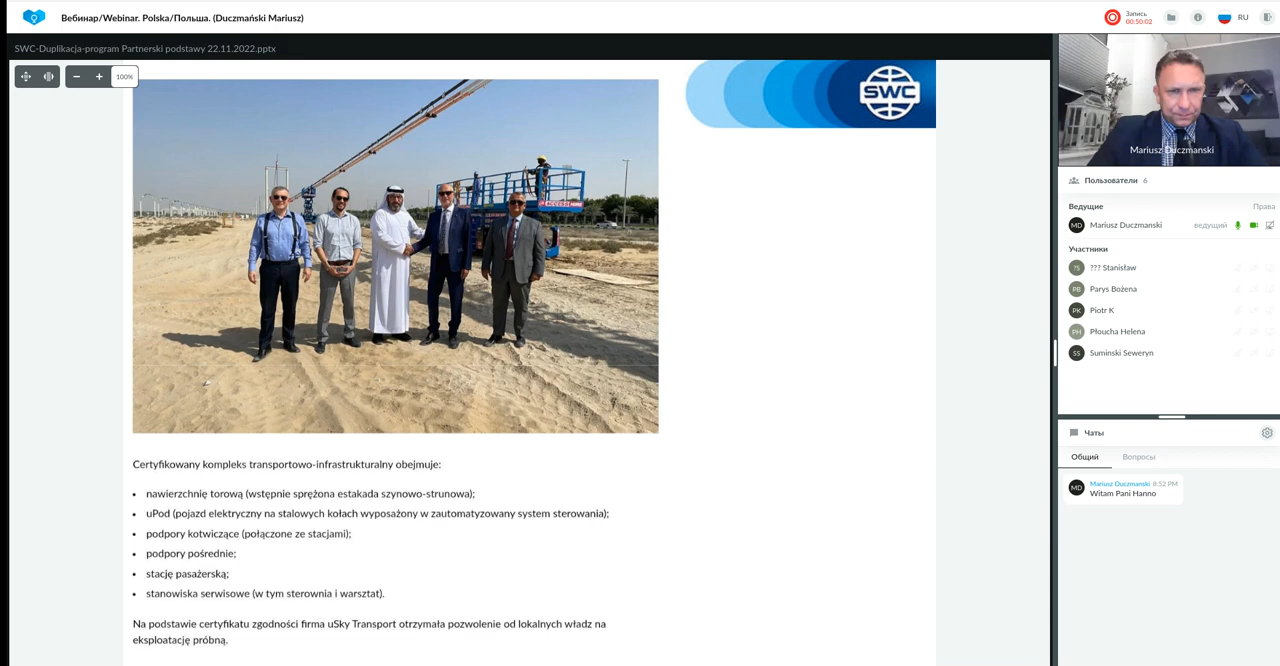 Вебинар/Webinar. Polska/Польша. (Duczmański Mariusz)
Запись
00:50:02
RU
SWC-Duplikacja-program Partnerski podstawy 22.11.2022.pptx
100%
SWC
ACCESS HIRE
Certyfikowany kompleks transportowo-infrastrukturalny obejmuje:
• nawierzchnię torową (wstępnie sprężona estakada szynowo-strunowa);
• uPod (pojazd elektryczny na stalowych kołach wyposażony w zautomatyzowany system sterowania);
• podpory kotwiczące (połączone ze stacjami);
• podpory pośrednie;
• stację pasażerską;
• stanowiska serwisowe (w tym sterownia i warsztat).
Na podstawie certyfikatu zgodności firma uSky Transport otrzymała pozwolenie od lokalnych władz na
eksploatację próbną.
Mariusz Duczmanski
Пользователи 6
Ведущие Права
MD Mariusz Duczmanski ведущий
Участники
?S ??? Stanisław
PB Parys Bożena
PK Piotr K
PH Płoucha Helena
SS Suminski Seweryn
Чаты
Общий Вопросы
MD Mariusz Duczmanski 8:52 PM
Witam Pani Hanno